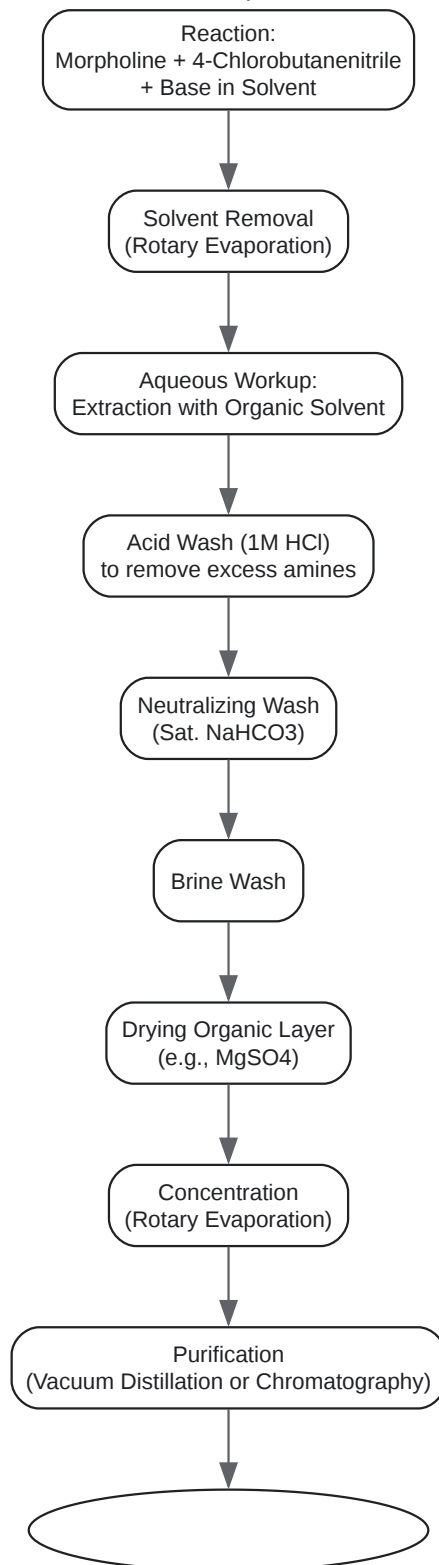 Reaction:
Morpholine + 4-Chlorobutanenitrile
+ Base in Solvent
Solvent Removal
(Rotary Evaporation)
Aqueous Workup:
Extraction with Organic Solvent
Acid Wash (1M HCl)
to remove excess amines
Neutralizing Wash
(Sat. NaHCO3)
Brine Wash
Drying Organic Layer
(e.g., MgSO4)
Concentration
(Rotary Evaporation)
Purification
(Vacuum Distillation or Chromatography)